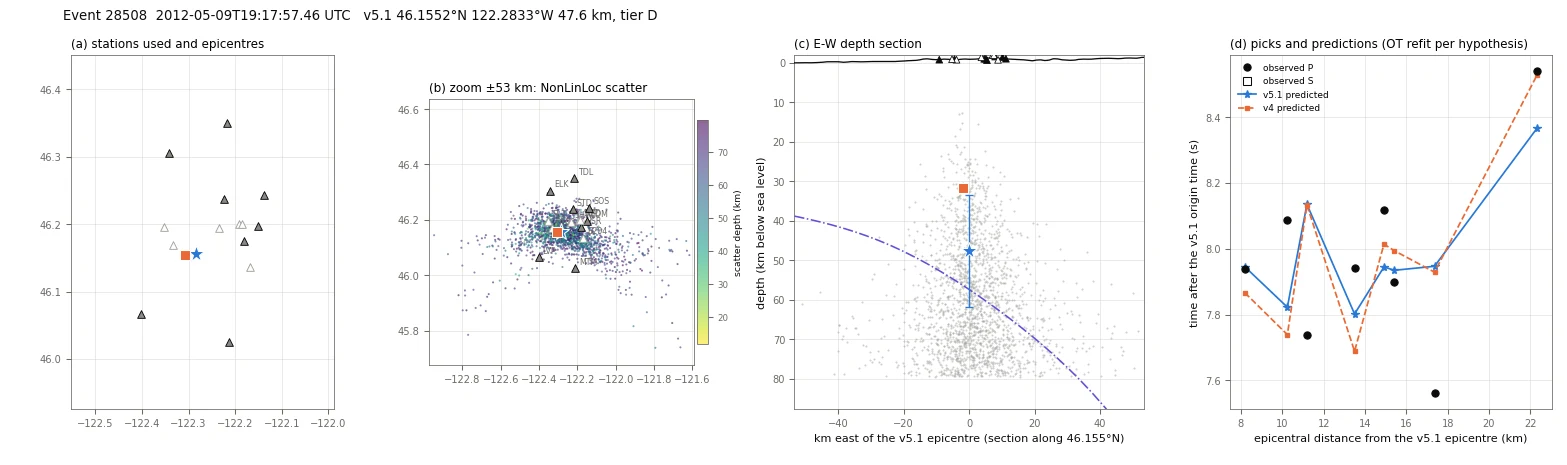 Event 28508 2012-05-09T19:17:57.46 UTC v5.1 46.1552°N 122.2833°W 47.6 km, tier D
(a) stations used and epicentres
46.4
46.3
46.2
46.1
46.0
−122.5 −122.4 −122.3 −122.2 −122.1 −122.0
(b) zoom ±53 km: NonLinLoc scatter
46.6
46.4
46.2
46.0
45.8
TDL
ELK
SOS
−122.8 −122.6 −122.4 −122.2 −122.0 −121.8 −121.6
70
60
50
40
30
20
scatter depth (km)
(c) E-W depth section
0
10
20
30
40
50
60
70
80
depth (km below sea level)
−40 −20 0 20 40
km east of the v5.1 epicentre (section along 46.155°N)
(d) picks and predictions (OT refit per hypothesis)
observed P
observed S
v5.1 predicted
v4 predicted
8.4
8.2
8.0
7.8
7.6
time after the v5.1 origin time (s)
8 10 12 14 16 18 20 22
epicentral distance from the v5.1 epicentre (km)